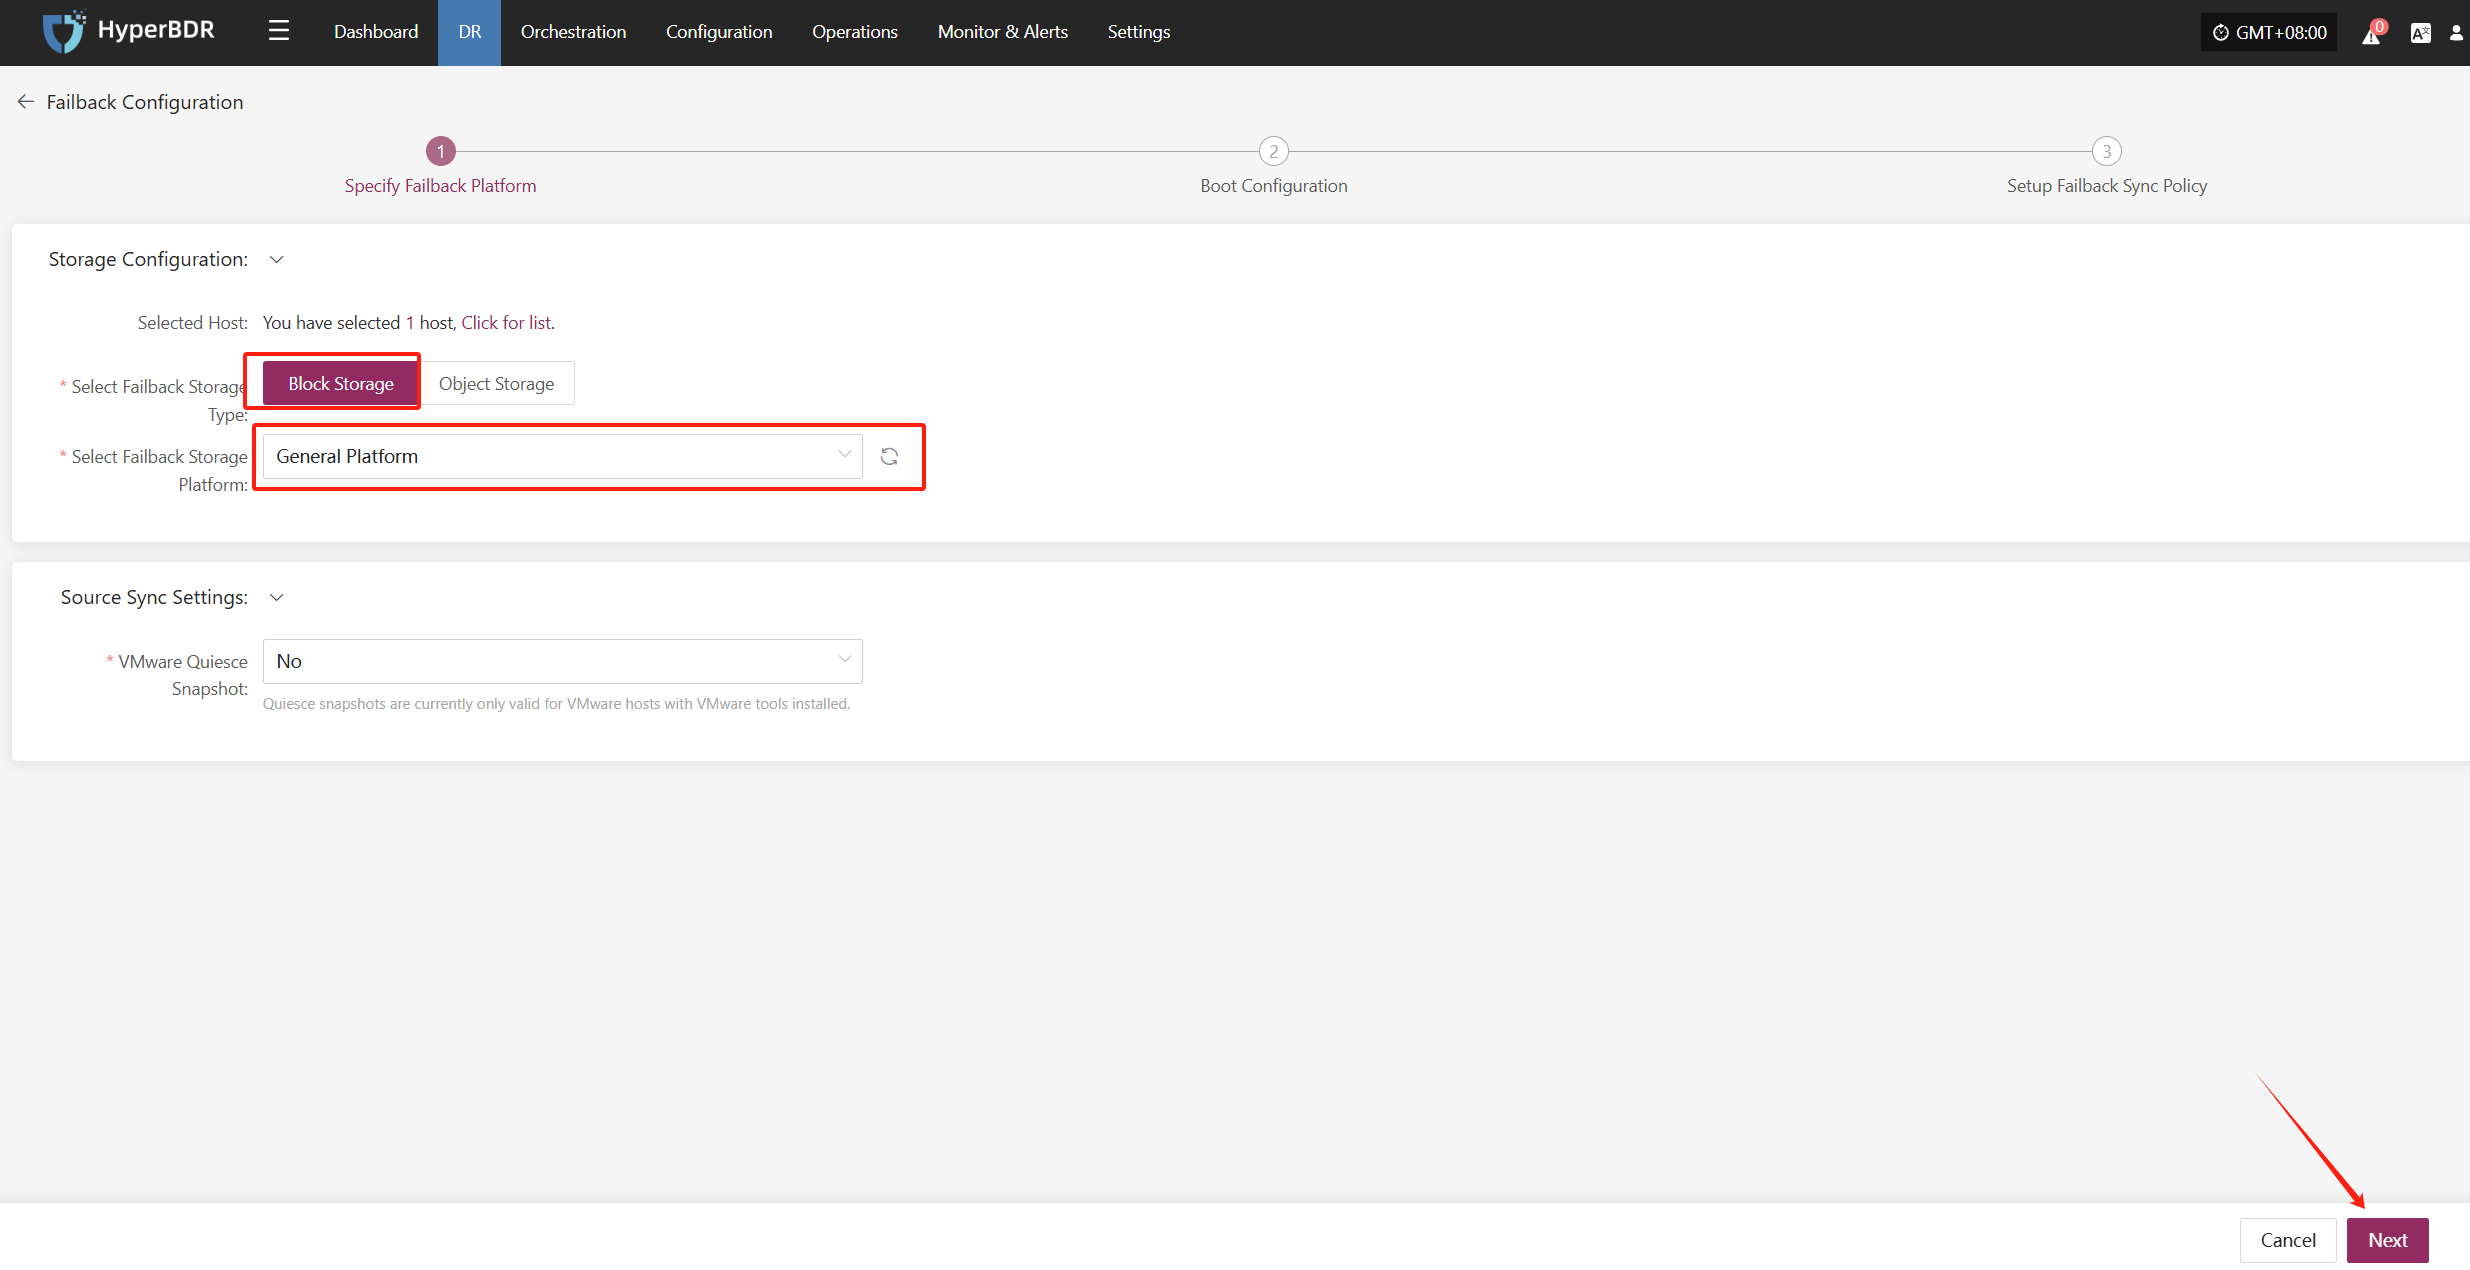 HyperBDR
Dashboard
DR
Orchestration
Configuration
Operations
Monitor & Alerts
Settings
GMT+08:00
0
Failback Configuration
1
2
3
Specify Failback Platform
Boot Configuration
Setup Failback Sync Policy
Storage Configuration:
Selected Host: You have selected 1 host, Click for list.
* Select Failback Storage Type:
Block Storage
Object Storage
* Select Failback Storage Platform:
General Platform
Source Sync Settings:
* VMware Quiesce Snapshot:
No
Quiesce snapshots are currently only valid for VMware hosts with VMware tools installed.
Cancel
Next